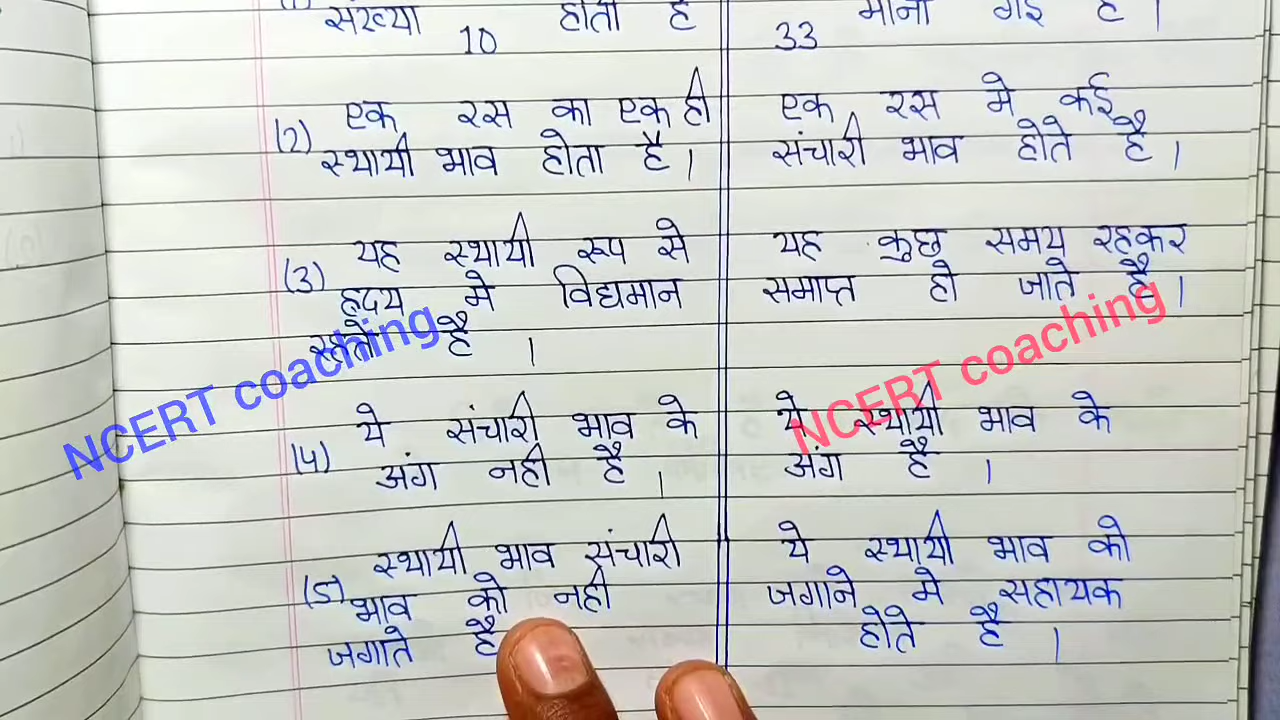 संख्या 10 होती है
माना गई है ।
33
(2) एक रस का एक ही
स्थायी भाव होता है ।
एक रस मे कई
संचारी भाव होते है ।
(3) यह स्थायी रूप से
हृदय मे विद्यमान
रहते है ।
यह कुछ समय रहकर
समाप्त हो जाते है ।
(4) ये संचारी भाव के
अंग नही है ।
ये स्थायी भाव के
अंग है ।
(5) स्थायी भाव संचारी
भाव को नही
जगाते है
ये स्थायी भाव को
जगाने मे सहायक
होते है ।
NCERT coaching
NCERT coaching